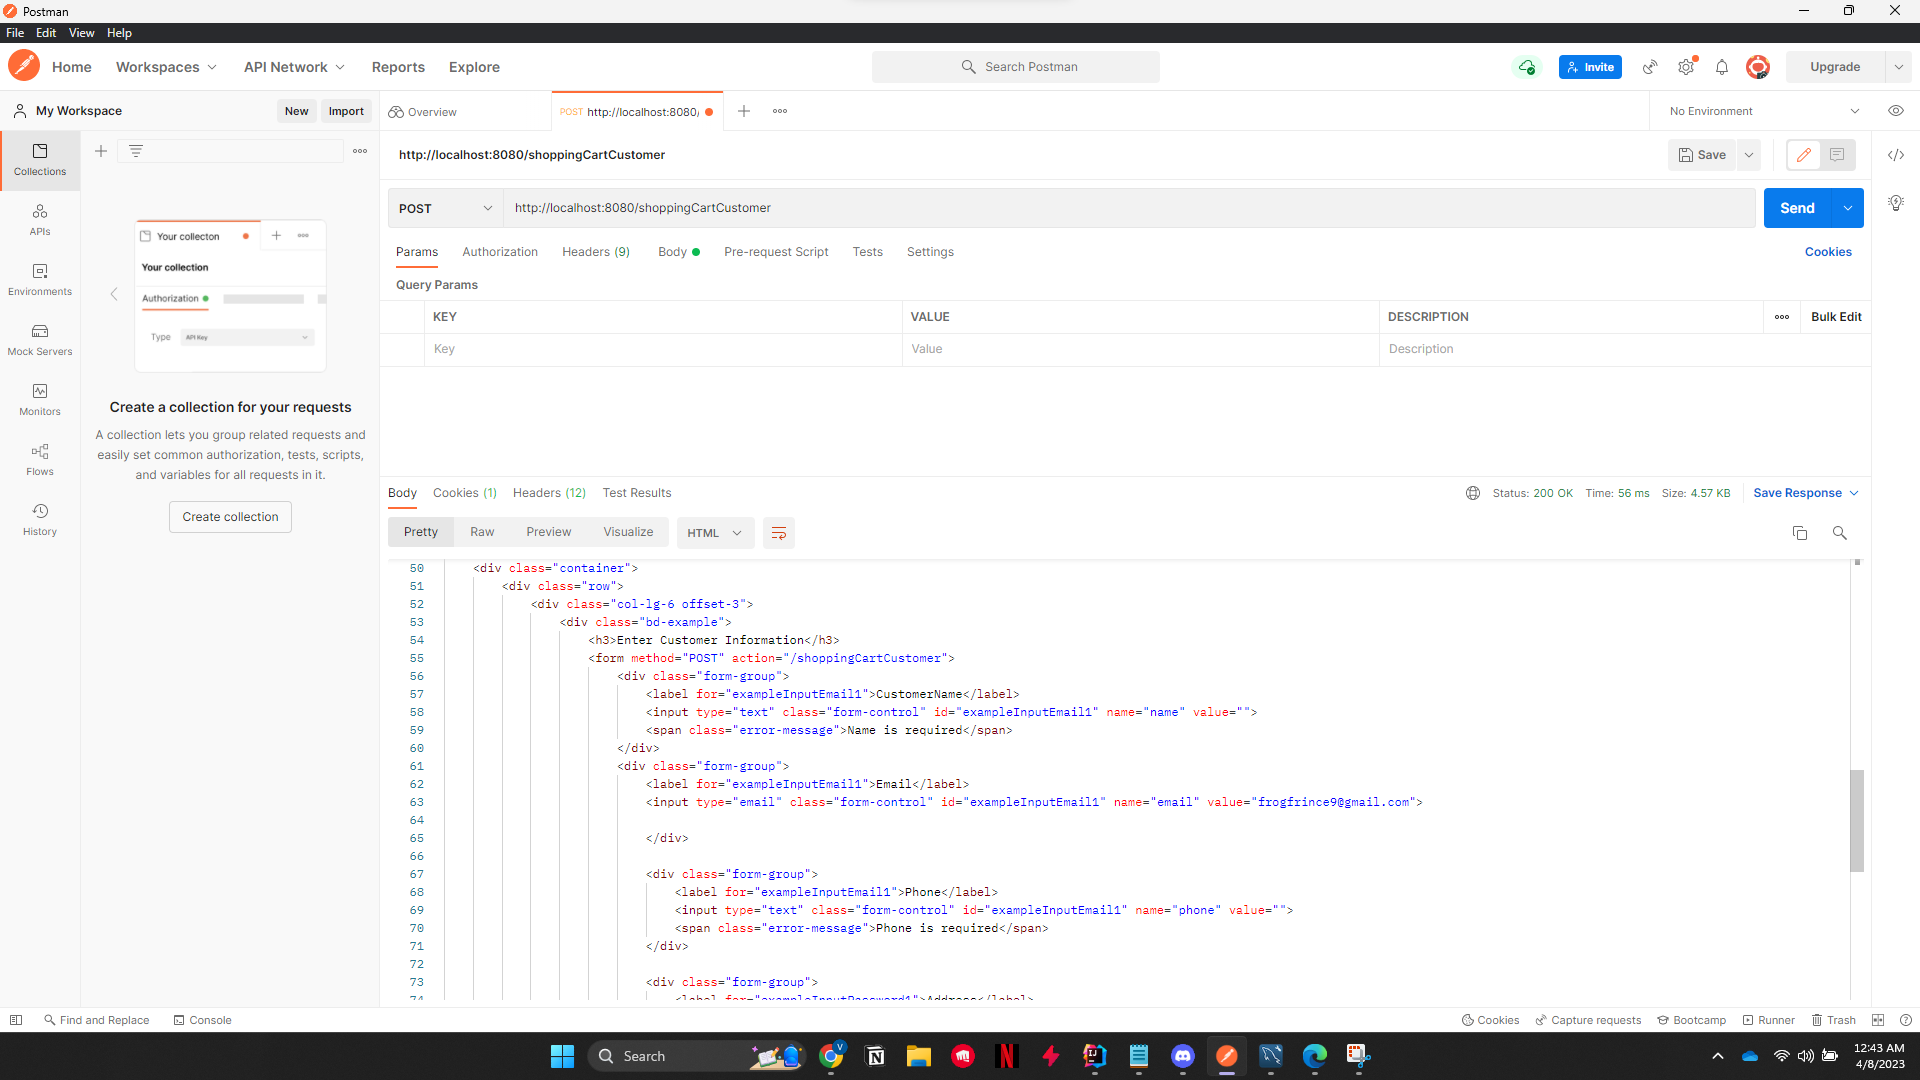 Postman
File Edit View Help
Home Workspaces API Network Reports Explore Search Postman Invite Upgrade
My Workspace New Import Overview POST http://localhost:8080/ No Environment
Collections
APIs
Environments
Mock Servers
Monitors
Flows
History
Your collecton
Your collection
Authorization
Type API Key
Create a collection for your requests
A collection lets you group related requests and
easily set common authorization, tests, scripts,
and variables for all requests in it.
Create collection
http://localhost:8080/shoppingCartCustomer Save
POST http://localhost:8080/shoppingCartCustomer Send
Params Authorization Headers (9) Body Pre-request Script Tests Settings Cookies
Query Params
KEY VALUE DESCRIPTION Bulk Edit
Key Value Description
Body Cookies (1) Headers (12) Test Results Status: 200 OK Time: 56 ms Size: 4.57 KB Save Response
Pretty Raw Preview Visualize HTML
50 <div class="container">
51 <div class="row">
52 <div class="col-lg-6 offset-3">
53 <div class="bd-example">
54 <h3>Enter Customer Information</h3>
55 <form method="POST" action="/shoppingCartCustomer">
56 <div class="form-group">
57 <label for="exampleInputEmail1">CustomerName</label>
58 <input type="text" class="form-control" id="exampleInputEmail1" name="name" value="">
59 <span class="error-message">Name is required</span>
60 </div>
61 <div class="form-group">
62 <label for="exampleInputEmail1">Email</label>
63 <input type="email" class="form-control" id="exampleInputEmail1" name="email" value="frogfrince9@gmail.com">
64
65 </div>
66
67 <div class="form-group">
68 <label for="exampleInputEmail1">Phone</label>
69 <input type="text" class="form-control" id="exampleInputEmail1" name="phone" value="">
70 <span class="error-message">Phone is required</span>
71 </div>
72
73 <div class="form-group">
74 <label for="exampleInputPassword1">Address</label>
Find and Replace Console Cookies Capture requests Bootcamp Runner Trash
Search
12:43 AM
4/8/2023